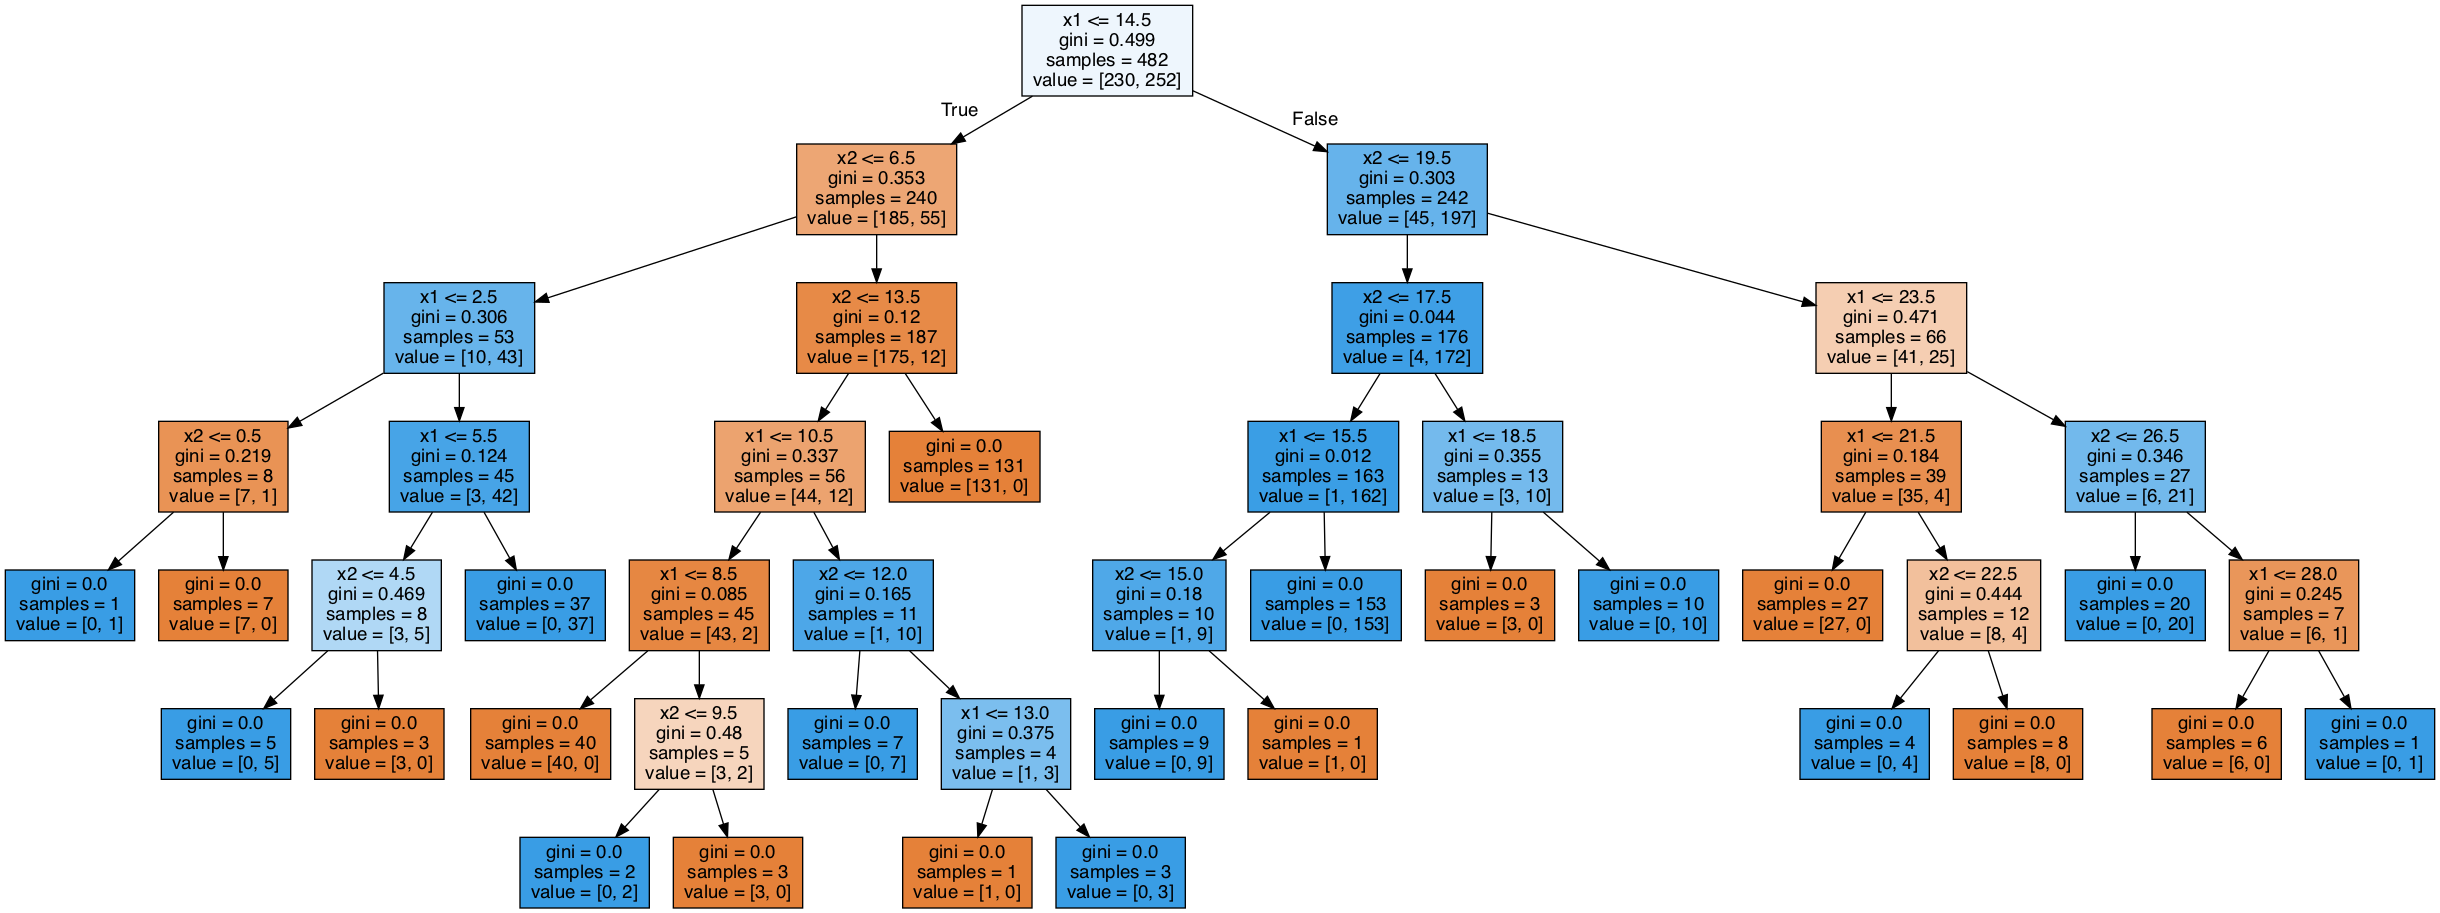 x1 <= 14.5
gini = 0.499
samples = 482
value = [230, 252]
True
False
x2 <= 6.5
gini = 0.353
samples = 240
value = [185, 55]
x2 <= 19.5
gini = 0.303
samples = 242
value = [45, 197]
x1 <= 2.5
gini = 0.306
samples = 53
value = [10, 43]
x2 <= 13.5
gini = 0.12
samples = 187
value = [175, 12]
x2 <= 17.5
gini = 0.044
samples = 176
value = [4, 172]
x1 <= 23.5
gini = 0.471
samples = 66
value = [41, 25]
x2 <= 0.5
gini = 0.219
samples = 8
value = [7, 1]
x1 <= 5.5
gini = 0.124
samples = 45
value = [3, 42]
x1 <= 10.5
gini = 0.337
samples = 56
value = [44, 12]
gini = 0.0
samples = 131
value = [131, 0]
x1 <= 15.5
gini = 0.012
samples = 163
value = [1, 162]
x1 <= 18.5
gini = 0.355
samples = 13
value = [3, 10]
x1 <= 21.5
gini = 0.184
samples = 39
value = [35, 4]
x2 <= 26.5
gini = 0.346
samples = 27
value = [6, 21]
gini = 0.0
samples = 1
value = [0, 1]
gini = 0.0
samples = 7
value = [7, 0]
x2 <= 4.5
gini = 0.469
samples = 8
value = [3, 5]
gini = 0.0
samples = 37
value = [0, 37]
x1 <= 8.5
gini = 0.085
samples = 45
value = [43, 2]
x2 <= 12.0
gini = 0.165
samples = 11
value = [1, 10]
x2 <= 15.0
gini = 0.18
samples = 10
value = [1, 9]
gini = 0.0
samples = 153
value = [0, 153]
gini = 0.0
samples = 3
value = [3, 0]
gini = 0.0
samples = 10
value = [0, 10]
gini = 0.0
samples = 27
value = [27, 0]
x2 <= 22.5
gini = 0.444
samples = 12
value = [8, 4]
gini = 0.0
samples = 20
value = [0, 20]
x1 <= 28.0
gini = 0.245
samples = 7
value = [6, 1]
gini = 0.0
samples = 5
value = [0, 5]
gini = 0.0
samples = 3
value = [3, 0]
gini = 0.0
samples = 40
value = [40, 0]
x2 <= 9.5
gini = 0.48
samples = 5
value = [3, 2]
gini = 0.0
samples = 7
value = [0, 7]
x1 <= 13.0
gini = 0.375
samples = 4
value = [1, 3]
gini = 0.0
samples = 9
value = [0, 9]
gini = 0.0
samples = 1
value = [1, 0]
gini = 0.0
samples = 4
value = [0, 4]
gini = 0.0
samples = 8
value = [8, 0]
gini = 0.0
samples = 6
value = [6, 0]
gini = 0.0
samples = 1
value = [0, 1]
gini = 0.0
samples = 2
value = [0, 2]
gini = 0.0
samples = 3
value = [3, 0]
gini = 0.0
samples = 1
value = [1, 0]
gini = 0.0
samples = 3
value = [0, 3]